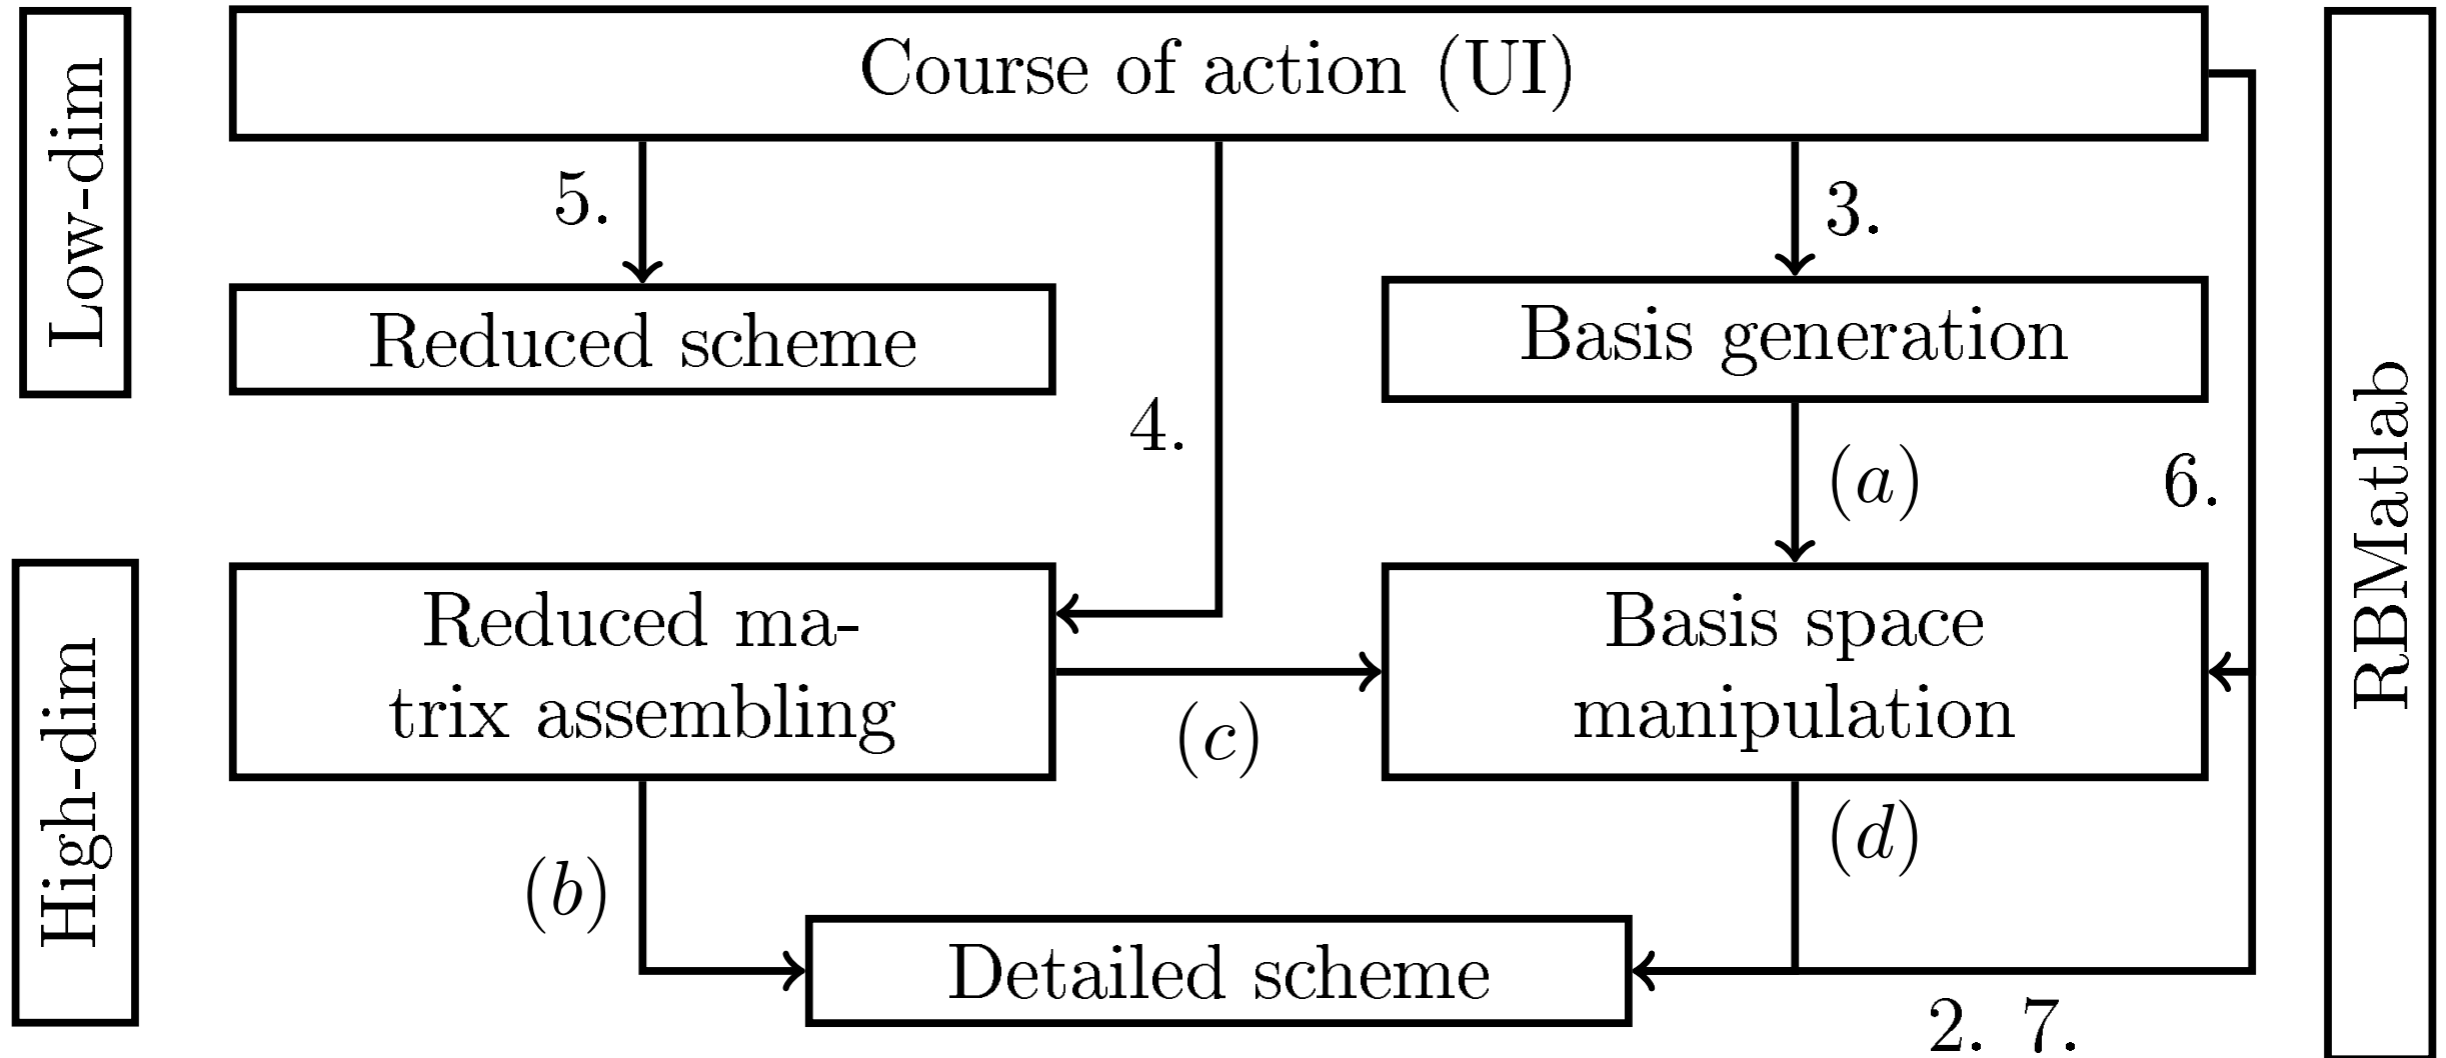 Course of action (UI)
Low-dim
5.
3.
Reduced scheme
Basis generation
4.
(a)
6.
RBMatlab
High-dim
Reduced ma-
trix assembling
Basis space
manipulation
(c)
(b)
(d)
Detailed scheme
2. 7.